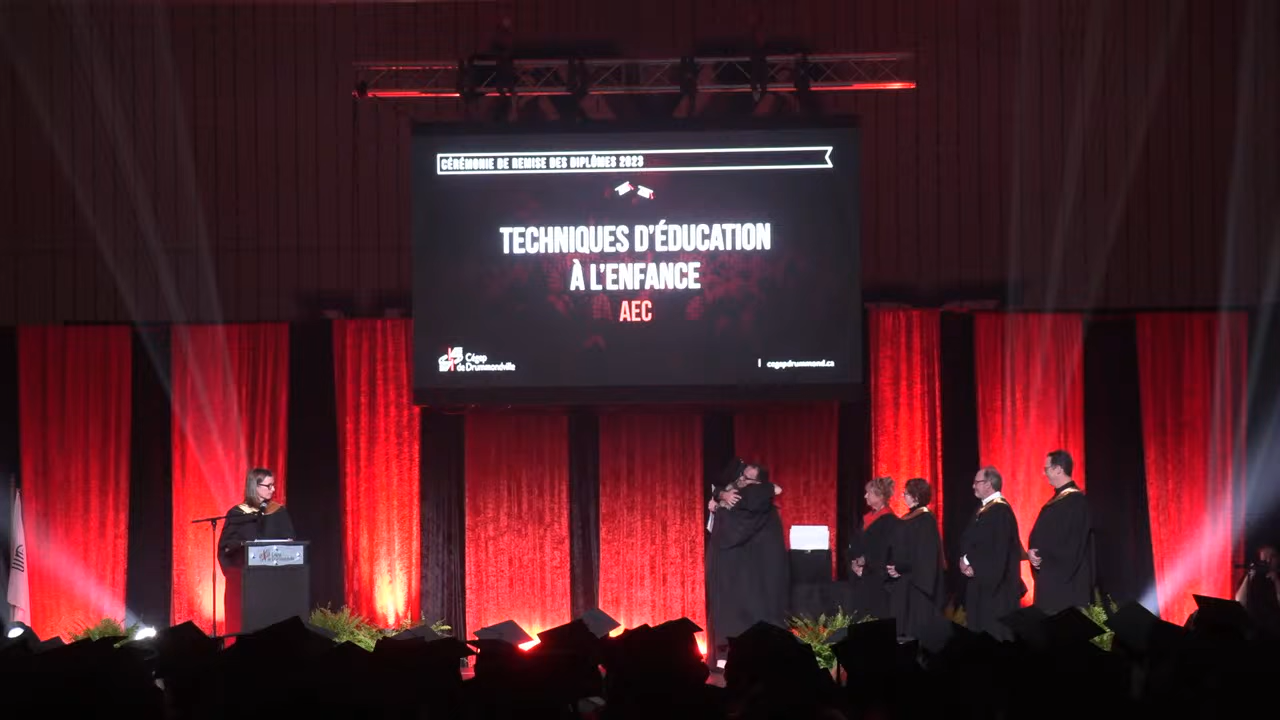 CÉRÉMONIE DE REMISE DES DIPLÔMES 2023
TECHNIQUES D'ÉDUCATION
À L'ENFANCE
AEC
Cégep
de Drummondville
cegepdrummond.ca